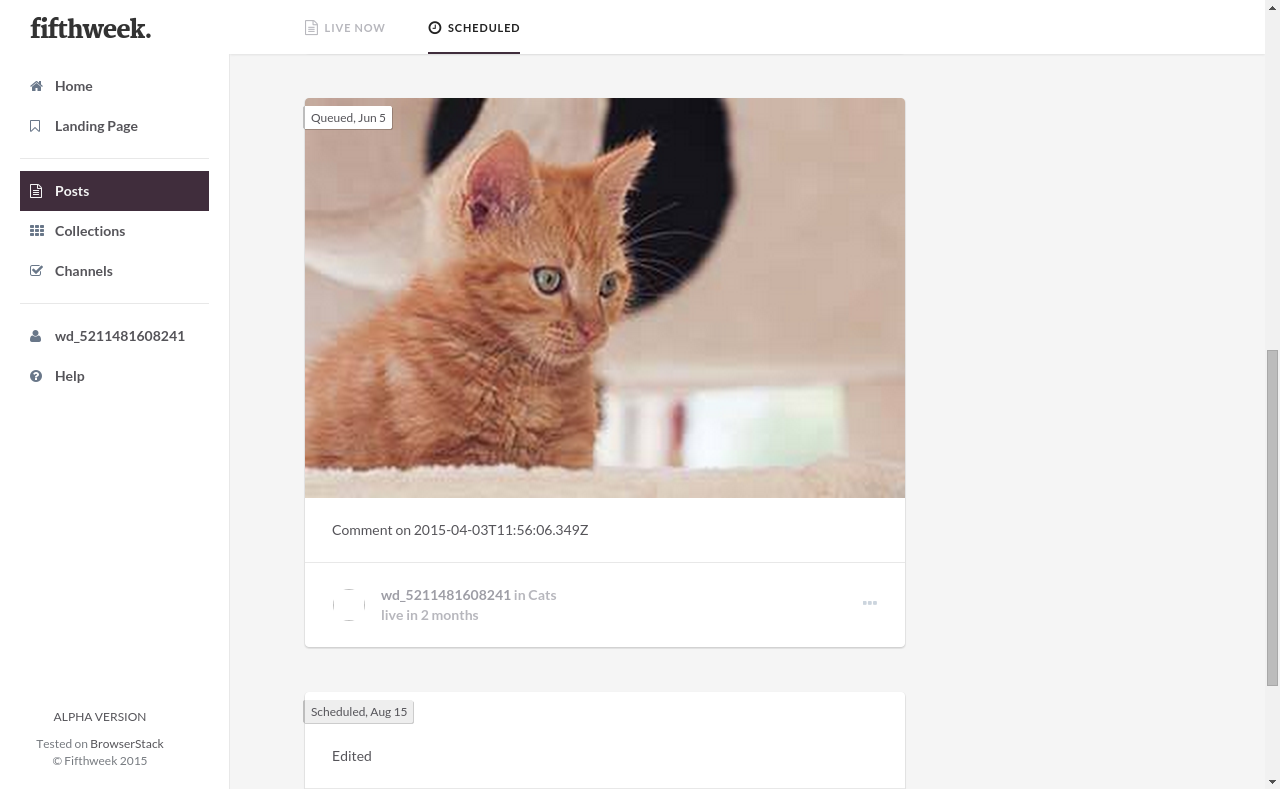 fifthweek.
LIVE NOW
SCHEDULED
Home
Landing Page
Posts
Collections
Channels
wd_5211481608241
Help
Queued, Jun 5
Comment on 2015-04-03T11:56:06.349Z
wd_5211481608241 in Cats
live in 2 months
Scheduled, Aug 15
Edited
ALPHA VERSION
Tested on BrowserStack
© Fifthweek 2015